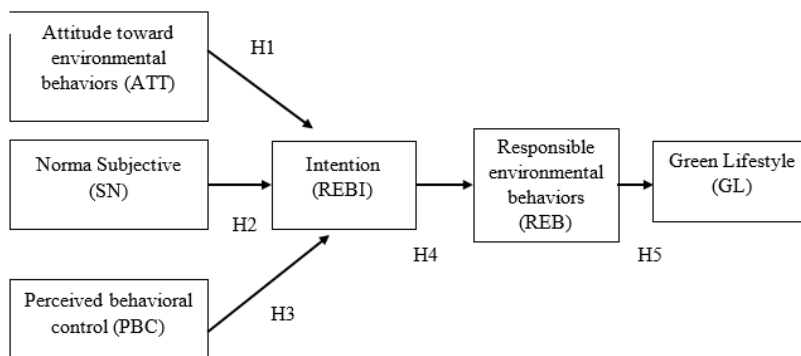 Attitude toward
environmental
behaviors (ATT)
H1
Norma Subjective
(SN)
H2
Intention
(REBI)
Perceived behavioral
control (PBC)
H3
H4
Responsible
environmental
behaviors
(REB)
H5
Green Lifestyle
(GL)